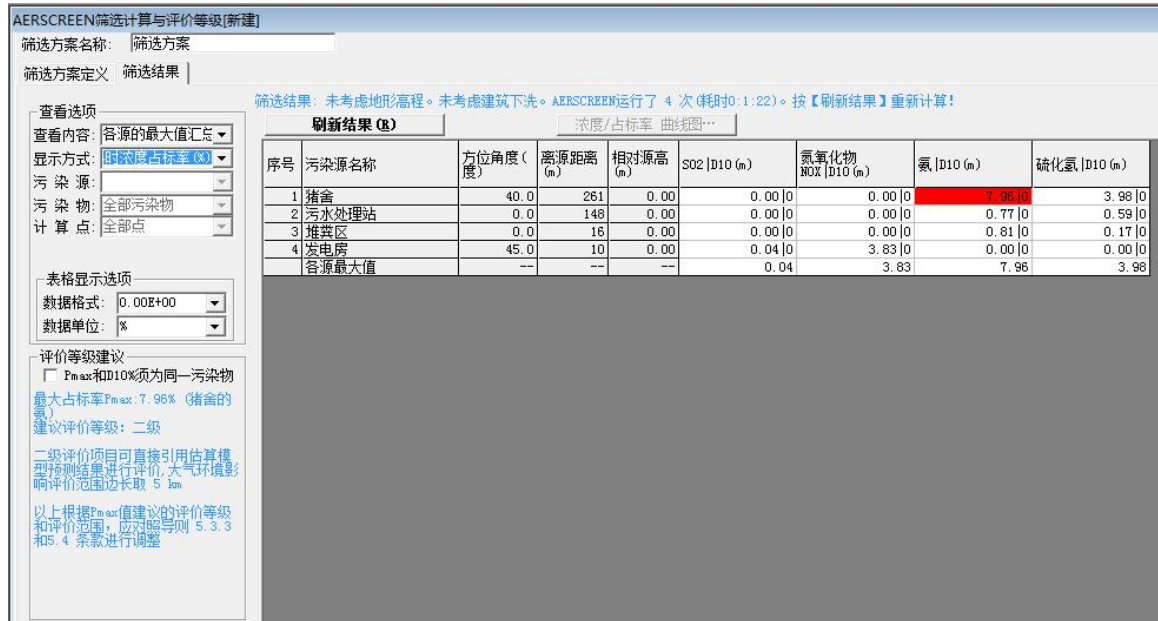 AERSCREEN筛选计算与评价等级[新建]
筛选方案名称: 筛选方案
筛选方案定义 筛选结果
筛选结果: 未考虑地形高程。未考虑建筑下洗。AERSCREEN运行了 4 次(耗时0:1:22)。按【刷新结果】重新计算!
刷新结果(R) 浓度/占标率 曲线图…
查看选项
查看内容: 各源的最大值汇总
显示方式: 时浓度占标率(%)
污 染 源:
污 染 物: 全部污染物
计 算 点: 全部点
表格显示选项
数据格式: 0.00E+00
数据单位: %
评价等级建议
Pmax和D10%须为同一污染物
最大占标率Pmax:7.96% (猪舍的
氨)
建议评价等级: 二级
二级评价项目可直接引用估算模
型预测结果进行评价,大气环境影
响评价范围边长取 5 km
以上根据Pmax值建议的评价等级
和评价范围，应对照导则 5.3.3
和5.4 条款进行调整
序号 污染源名称 方位角度(度) 离源距离(m) 相对源高(m) SO2|D10(m) 氮氧化物NOX|D10(m) 氨|D10(m) 硫化氢|D10(m)
1 猪舍 40.0 261 0.00 0.00|0 0.00|0 7.96|0 3.98|0
2 污水处理站 0.0 148 0.00 0.00|0 0.00|0 0.77|0 0.59|0
3 堆粪区 0.0 16 0.00 0.00|0 0.00|0 0.81|0 0.17|0
4 发电房 45.0 10 0.00 0.04|0 3.83|0 0.00|0 0.00|0
各源最大值 -- -- -- 0.04 3.83 7.96 3.98